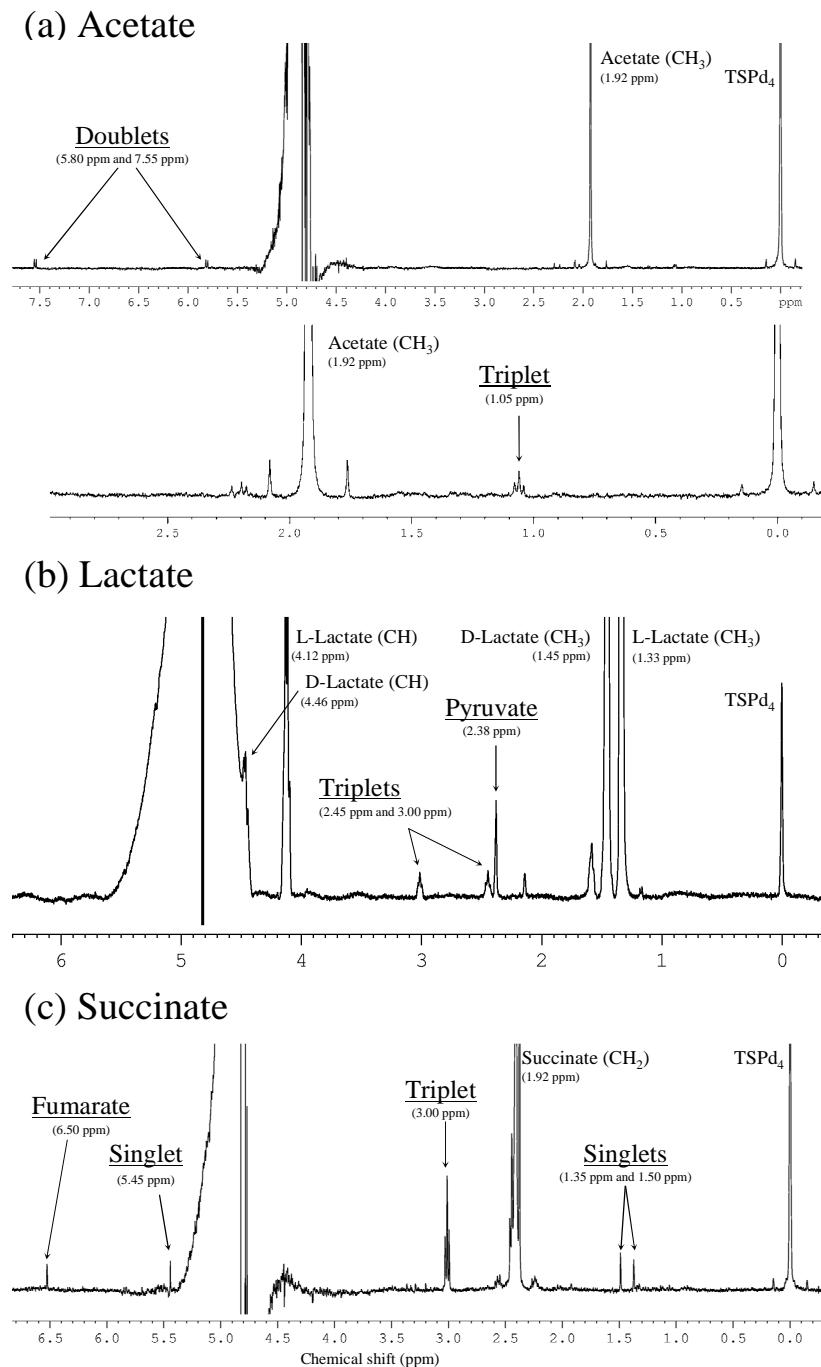 (a) Acetate
Acetate (CH₃)
(1.92 ppm)
TSPd₄
Doublets
(5.80 ppm and 7.55 ppm)
7.5 7.0 6.5 6.0 5.5 5.0 4.5 4.0 3.5 3.0 2.5 2.0 1.5 1.0 0.5 ppm
Acetate (CH₃)
(1.92 ppm)
Triplet
(1.05 ppm)
2.5 2.0 1.5 1.0 0.5 0.0
(b) Lactate
L-Lactate (CH)
(4.12 ppm)
D-Lactate (CH₃)
(1.45 ppm)
L-Lactate (CH₃)
(1.33 ppm)
D-Lactate (CH)
(4.46 ppm)
TSPd₄
Pyruvate
(2.38 ppm)
Triplets
(2.45 ppm and 3.00 ppm)
6 5 4 3 2 1 0
(c) Succinate
Succinate (CH₂)
(1.92 ppm)
TSPd₄
Fumarate
(6.50 ppm)
Triplet
(3.00 ppm)
Singlet
(5.45 ppm)
Singlets
(1.35 ppm and 1.50 ppm)
6.5 6.0 5.5 5.0 4.5 4.0 3.5 3.0 2.5 2.0 1.5 1.0 0.5 0.0
Chemical shift (ppm)